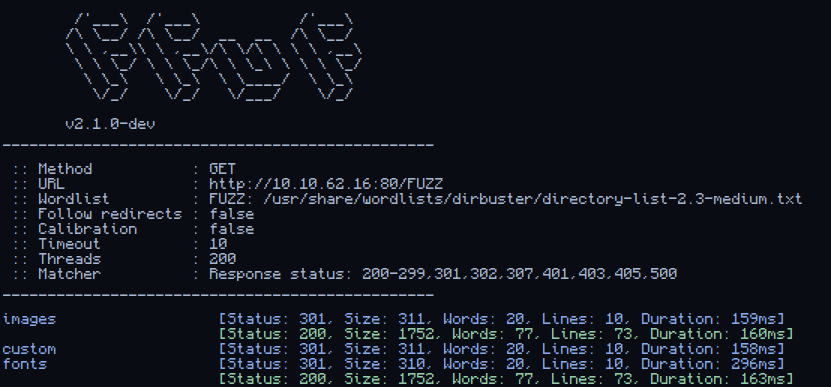 v2.1.0-dev
________________________________________________
:: Method           : GET
:: URL              : http://10.10.62.16:80/FUZZ
:: Wordlist         : FUZZ: /usr/share/wordlists/dirbuster/directory-list-2.3-medium.txt
:: Follow redirects : false
:: Calibration      : false
:: Timeout          : 10
:: Threads          : 200
:: Matcher          : Response status: 200-299,301,302,307,401,403,405,500
________________________________________________
images                  [Status: 301, Size: 311, Words: 20, Lines: 10, Duration: 159ms]
                        [Status: 200, Size: 1752, Words: 77, Lines: 73, Duration: 160ms]
custom                  [Status: 301, Size: 311, Words: 20, Lines: 10, Duration: 158ms]
fonts                   [Status: 301, Size: 310, Words: 20, Lines: 10, Duration: 296ms]
                        [Status: 200, Size: 1752, Words: 77, Lines: 73, Duration: 163ms]